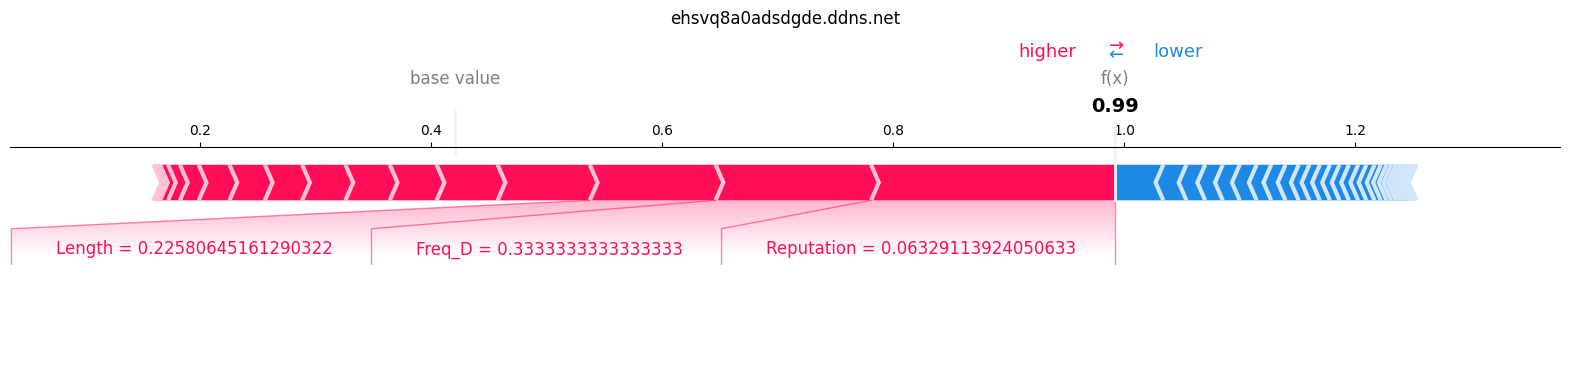 ehsvq8a0adsdgde.ddns.net
higher → ← lower
base value f(x)
0.99
0.2 0.4 0.6 0.8 1.0 1.2
Length = 0.22580645161290322 Freq_D = 0.3333333333333333 Reputation = 0.06329113924050633